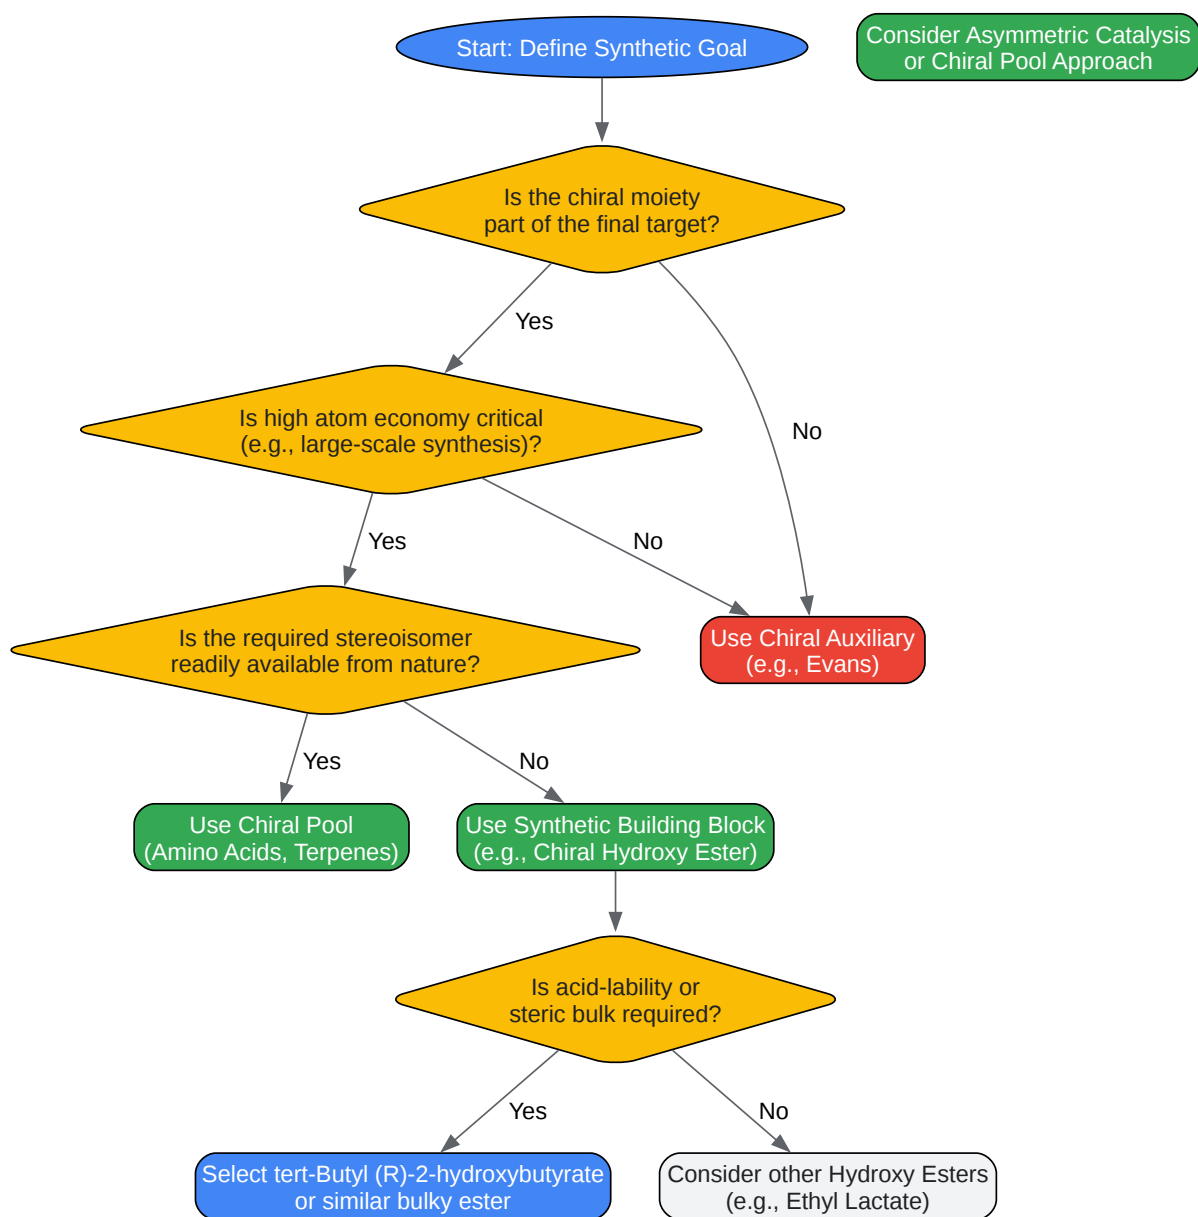 Start: Define Synthetic Goal
Consider Asymmetric Catalysis
or Chiral Pool Approach
Is the chiral moiety
part of the final target?
Yes
No
Is high atom economy critical
(e.g., large-scale synthesis)?
Yes
No
Is the required stereoisomer
readily available from nature?
Use Chiral Auxiliary
(e.g., Evans)
Yes
No
Use Chiral Pool
(Amino Acids, Terpenes)
Use Synthetic Building Block
(e.g., Chiral Hydroxy Ester)
Is acid-lability or
steric bulk required?
Yes
No
Select tert-Butyl (R)-2-hydroxybutyrate
or similar bulky ester
Consider other Hydroxy Esters
(e.g., Ethyl Lactate)